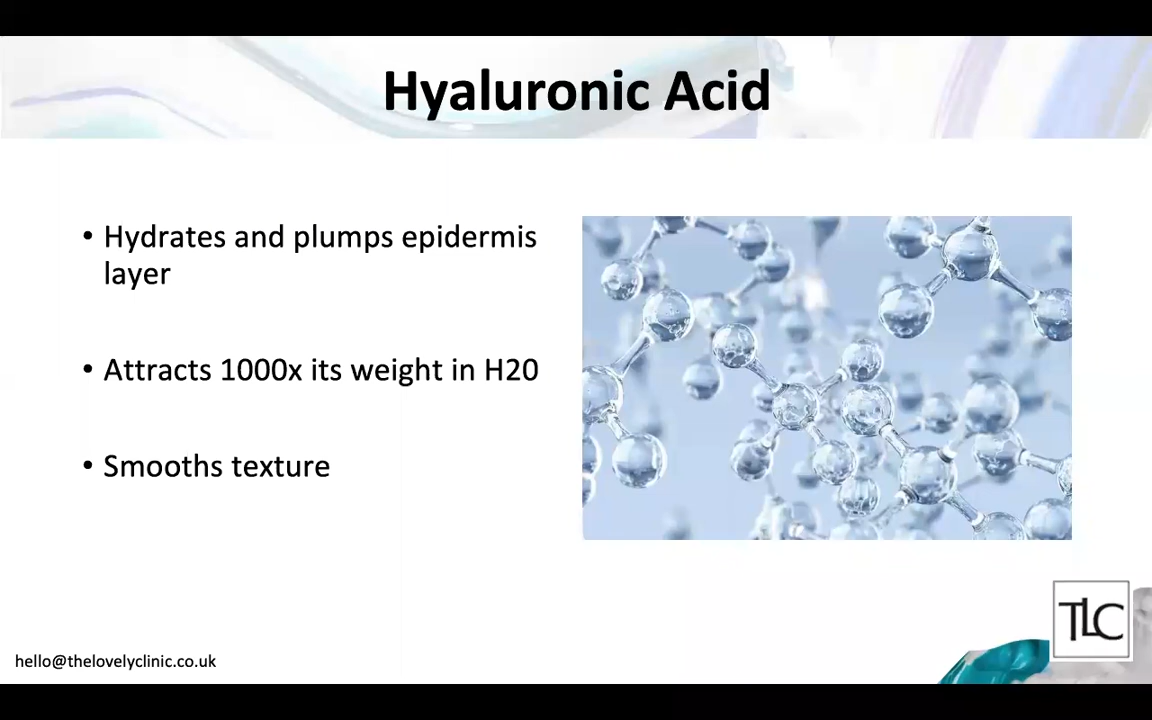 Hyaluronic Acid
• Hydrates and plumps epidermis
layer
• Attracts 1000x its weight in H20
• Smooths texture
TLC
hello@thelovelyclinic.co.uk